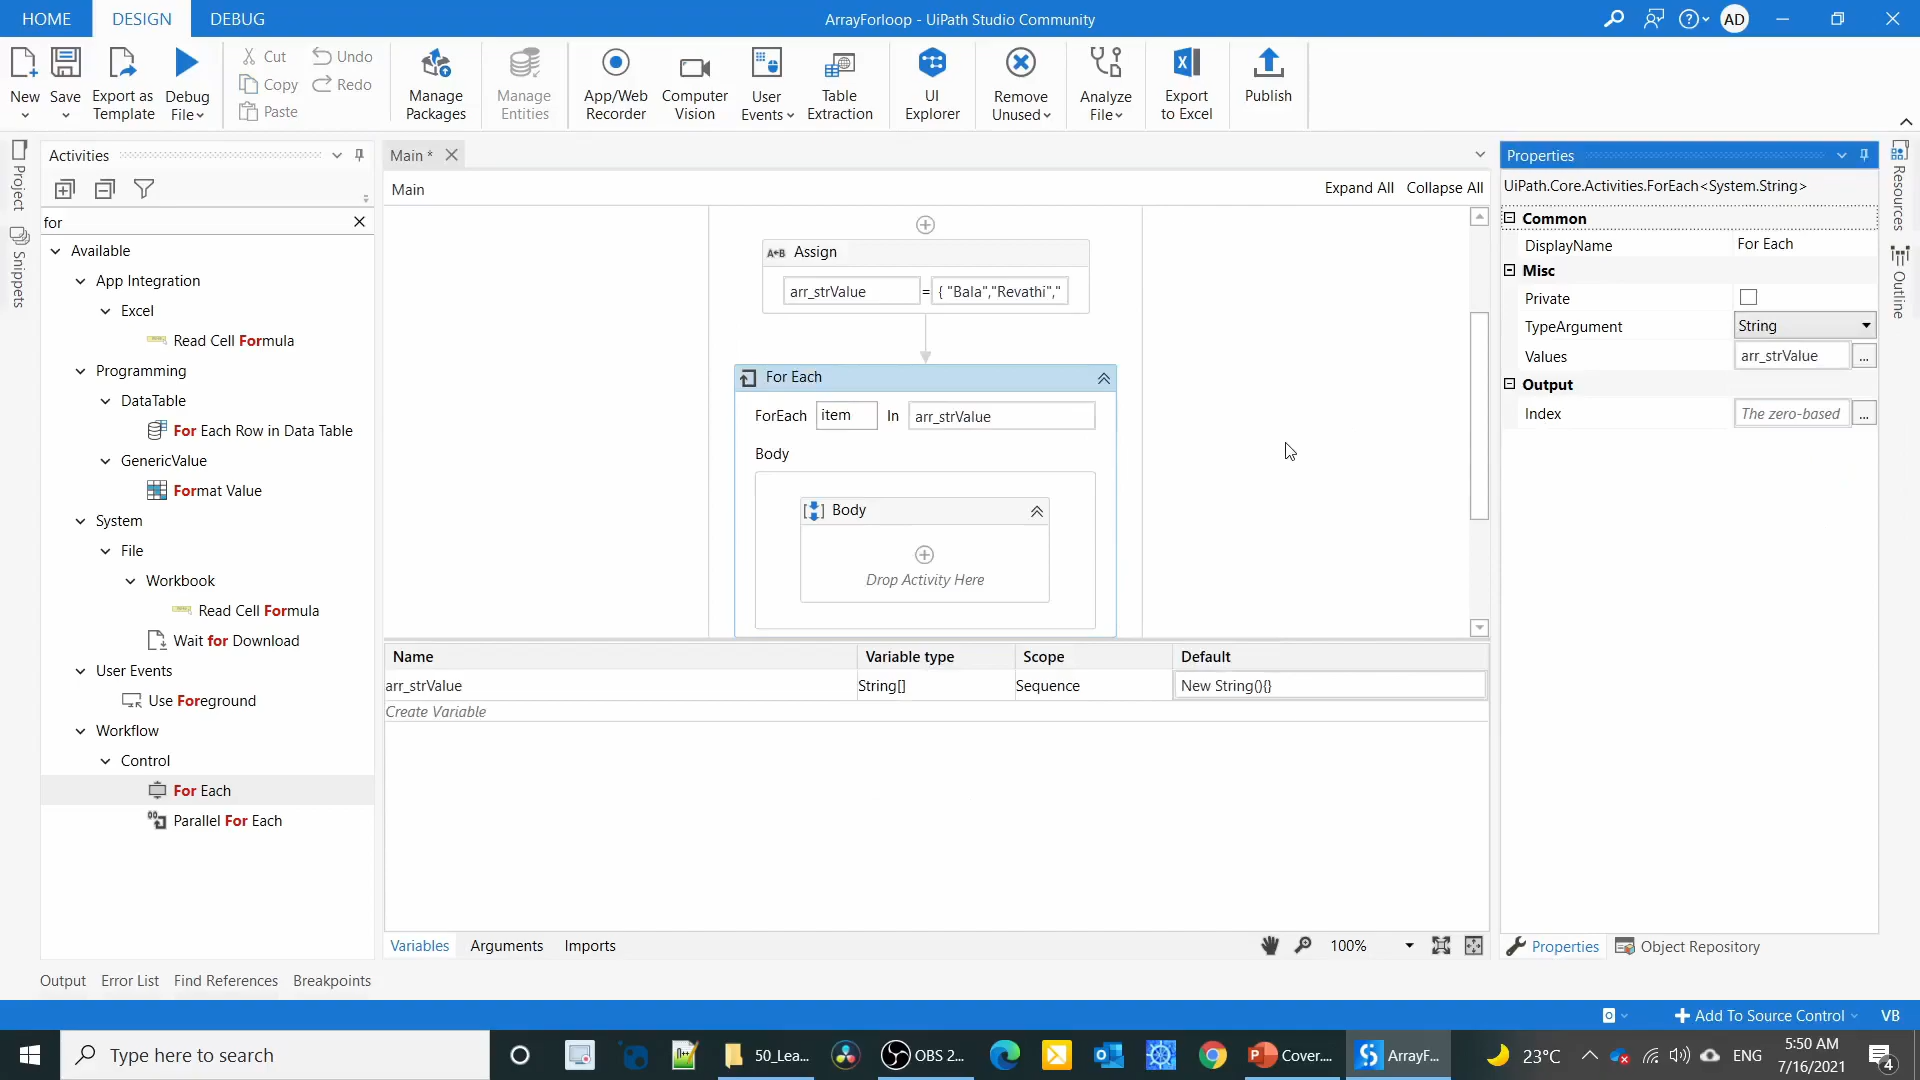 HOME DESIGN DEBUG
ArrayForloop - UiPath Studio Community
AD
New
Save
Export as Template
Debug File
Cut
Copy
Paste
Undo
Redo
Manage Packages
Manage Entities
App/Web Recorder
Computer Vision
User Events
Table Extraction
UI Explorer
Remove Unused
Analyze File
Export to Excel
Publish
Project
Snippets
Activities
for
Available
App Integration
Excel
Read Cell Formula
Programming
DataTable
For Each Row in Data Table
GenericValue
Format Value
System
File
Workbook
Read Cell Formula
Wait for Download
User Events
Use Foreground
Workflow
Control
For Each
Parallel For Each
Main *
Main
Expand All Collapse All
A+B Assign
arr_strValue = { "Bala","Revathi","
For Each
ForEach item In arr_strValue
Body
Body
Drop Activity Here
Name Variable type Scope Default
arr_strValue String[] Sequence New String(){}
Create Variable
Variables Arguments Imports
100%
Properties
UiPath.Core.Activities.ForEach<System.String>
Common
DisplayName For Each
Misc
Private
TypeArgument String
Values arr_strValue ...
Output
Index The zero-based ...
Properties Object Repository
Resources
Outline
Output Error List Find References Breakpoints
Add To Source Control VB
Type here to search
50_Lea...
OBS 2...
Cover....
ArrayF...
23°C
ENG
5:50 AM
7/16/2021
4